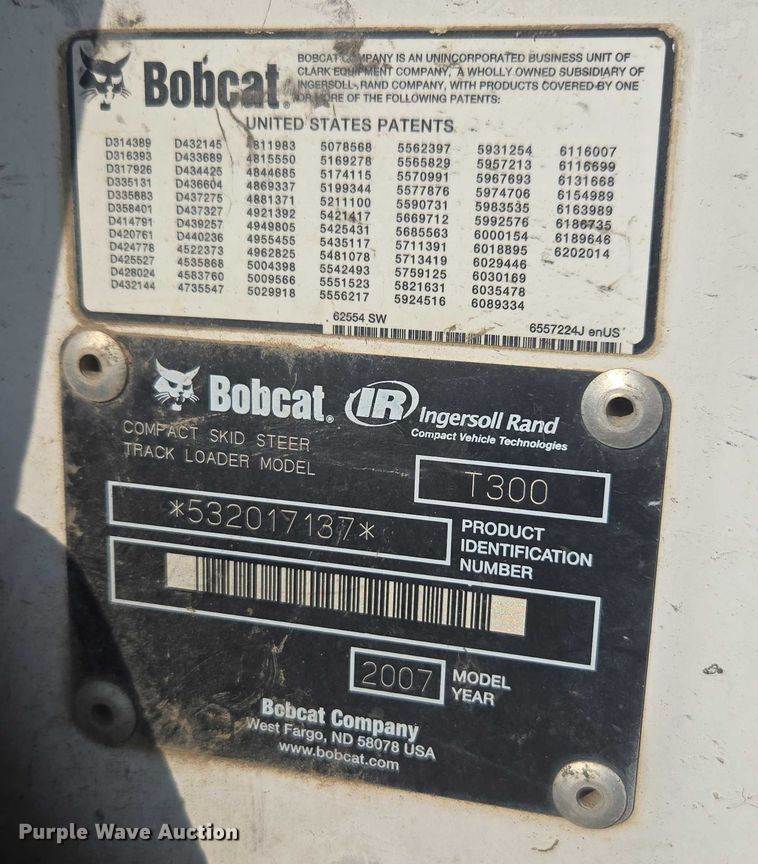 Bobcat®
BOBCAT COMPANY IS AN UNINCORPORATED BUSINESS UNIT OF
CLARK EQUIPMENT COMPANY, A WHOLLY OWNED SUBSIDIARY OF
INGERSOLL-RAND COMPANY, WITH PRODUCTS COVERED BY ONE
OR MORE OF THE FOLLOWING PATENTS:
UNITED STATES PATENTS
D314389 D432145 4811983 5078568 5562397 5931254 6116007
D316393 D433689 4815550 5169278 5565829 5957213 6116699
D317926 D434425 4844685 5174115 5570991 5967693 6131668
D335131 D436604 4869337 5199344 5577876 5974706 6154989
D335883 D437275 4881371 5211100 5590731 5983535 6163989
D358401 D437327 4921392 5421417 5669712 5992576 6186735
D414791 D439257 4949805 5425431 5685563 6000154 6189646
D420761 D440236 4955455 5435117 5711391 6018895 6202014
D424778 4522373 4962825 5481078 5713419 6029446
D425527 4535868 5004398 5542493 5759125 6030169
D428024 4583760 5009566 5551523 5821631 6035478
D432144 4735547 5029918 5556217 5924516 6089334
62554 SW 6557224J enUS
Bobcat® IR Ingersoll Rand
Compact Vehicle Technologies
COMPACT SKID STEER
TRACK LOADER MODEL
T300
*532017137*
PRODUCT
IDENTIFICATION
NUMBER
2007
MODEL
YEAR
Bobcat Company
West Fargo, ND 58078 USA
www.bobcat.com
Purple Wave Auction